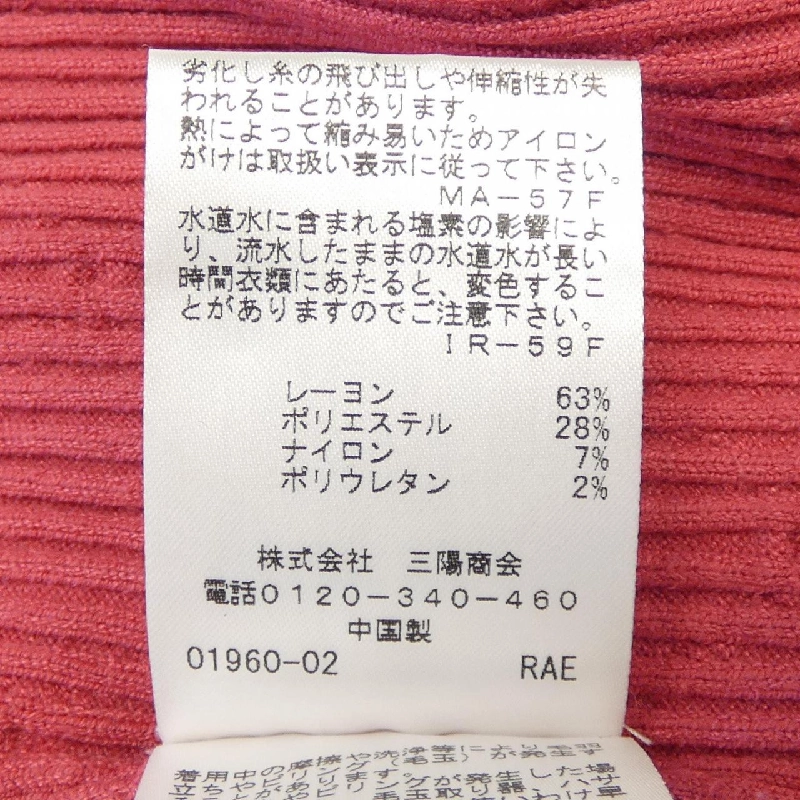 劣化し糸の飛び出しや伸縮性が失
われることがあります。
熱によって縮み易いためアイロン
がけは取扱い表示に従って下さい。
MA-57F
水道水に含まれる塩素の影響によ
り、流水したままの水道水が長い
時間衣類にあたると、変色するこ
とがありますのでご注意下さい。
IR-59F
レーヨン 63%
ポリエステル 28%
ナイロン 7%
ポリウレタン 2%
株式会社 三陽商会
電話0120-340-460
中国製
01960-02 RAE